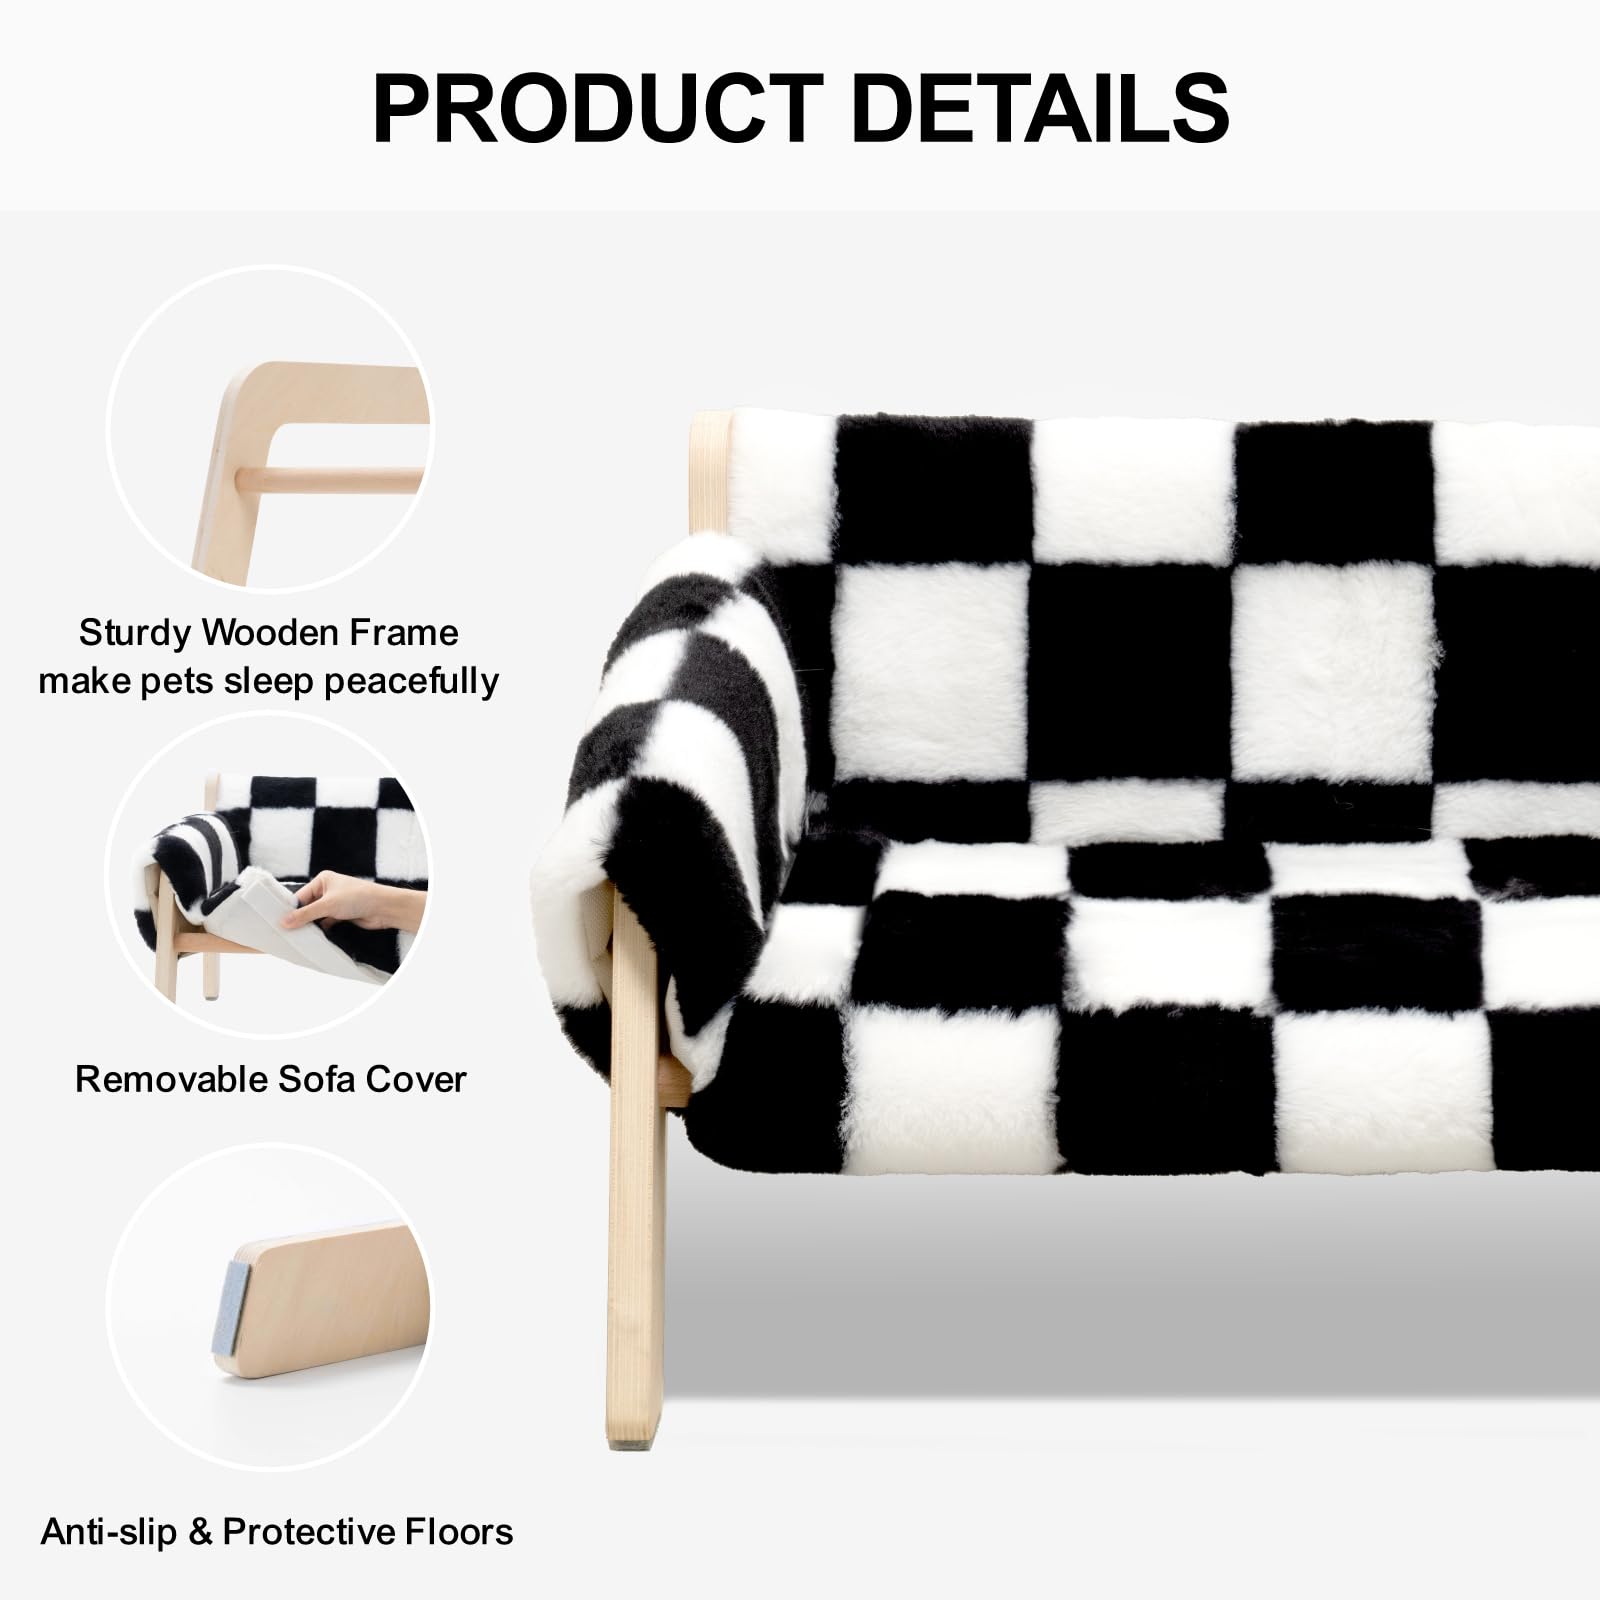 PRODUCT DETAILS
Sturdy Wooden Frame
make pets sleep peacefully
Removable Sofa Cover
Anti-slip & Protective Floors